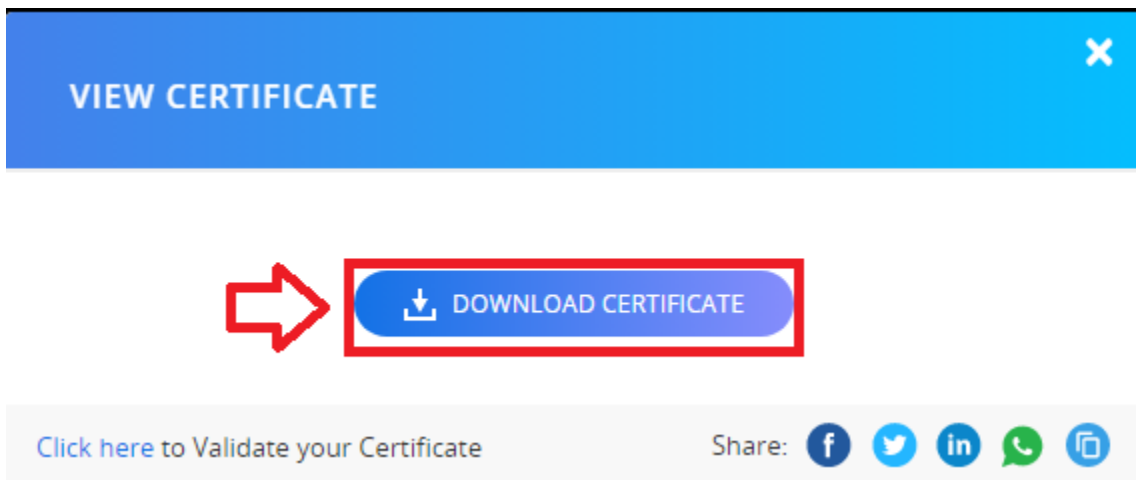 VIEW CERTIFICATE
DOWNLOAD CERTIFICATE
Click here to Validate your Certificate
Share: